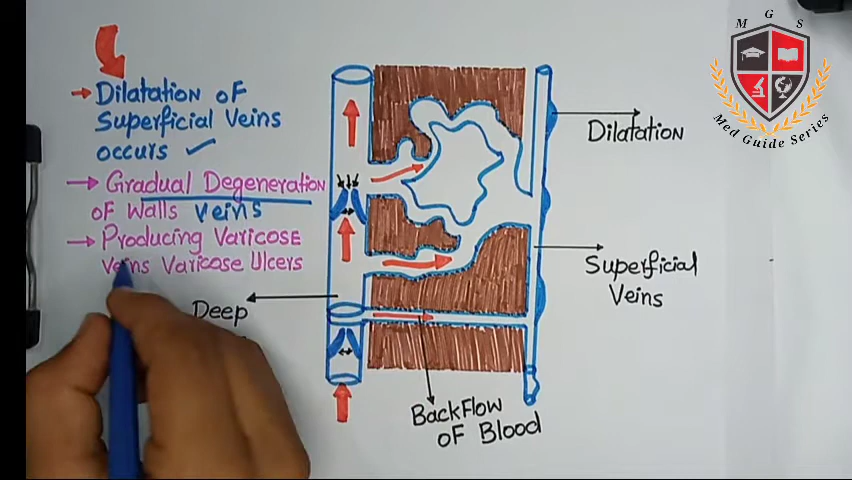 → Dilatation of
Superficial Veins
occurs ✓
→ Gradual Degeneration
of Walls veins
→ Producing Varicose
veins Varicose Ulcers
Deep
Dilatation
Superficial
Veins
Backflow
of Blood
M G S
Med Guide Series